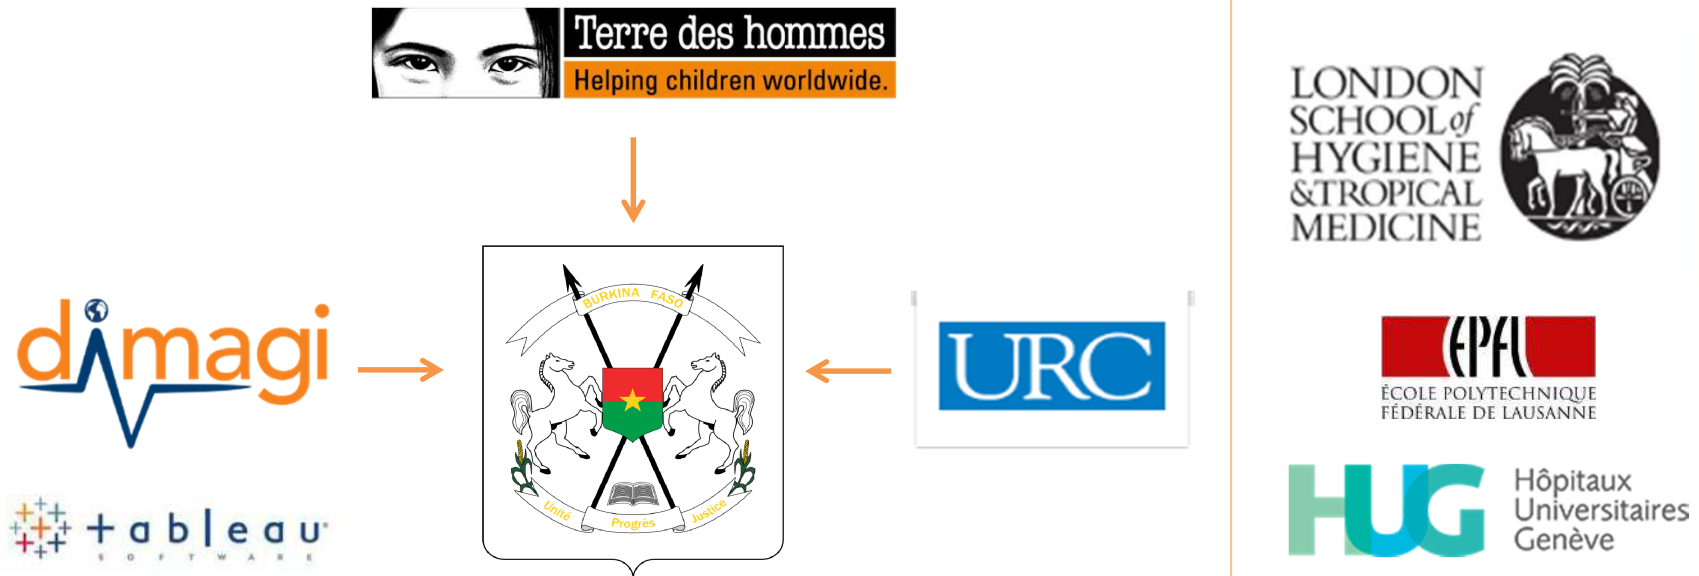 Terre des hommes
Helping children worldwide.
dimagi
+ableau
SOFTWARE
BURKINA FASO
Unité
Progrès
Justice
URC
LONDON
SCHOOL of
HYGIENE
&TROPICAL
MEDICINE
EPFL
ÉCOLE POLYTECHNIQUE
FÉDÉRALE DE LAUSANNE
HUG
Hôpitaux
Universitaires
Genève